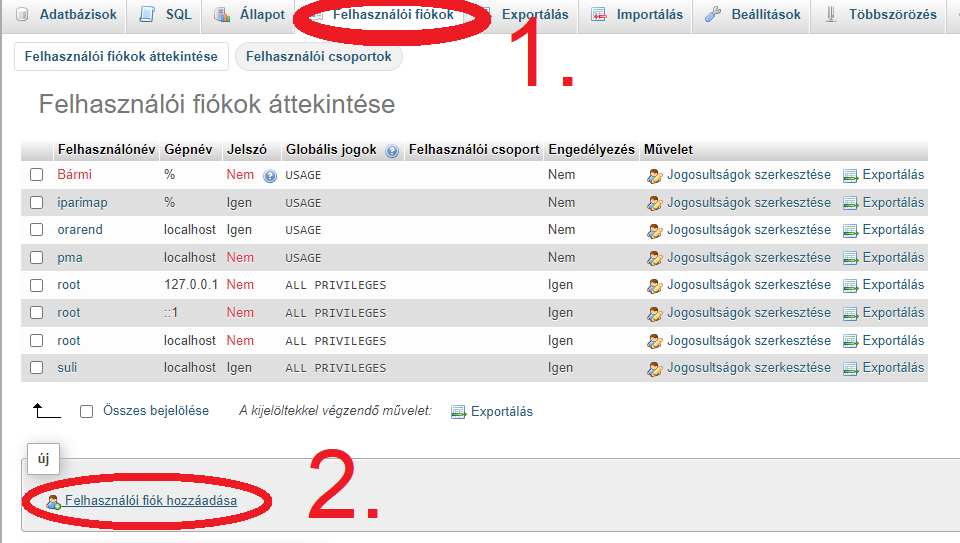 Adatbázisok SQL Állapot Felhasználói fiókok Exportálás Importálás Beállítások Többszörözés
1.
Felhasználói fiókok áttekintése Felhasználói csoportok
Felhasználói fiókok áttekintése
Felhasználónév Gépnév Jelszó Globális jogok Felhasználói csoport Engedélyezés Művelet
Bármi % Nem USAGE Nem Jogosultságok szerkesztése Exportálás
iparimap % Igen USAGE Nem Jogosultságok szerkesztése Exportálás
orarend localhost Igen USAGE Nem Jogosultságok szerkesztése Exportálás
pma localhost Nem USAGE Nem Jogosultságok szerkesztése Exportálás
root 127.0.0.1 Nem ALL PRIVILEGES Igen Jogosultságok szerkesztése Exportálás
root ::1 Nem ALL PRIVILEGES Igen Jogosultságok szerkesztése Exportálás
root localhost Nem ALL PRIVILEGES Igen Jogosultságok szerkesztése Exportálás
suli localhost Igen ALL PRIVILEGES Igen Jogosultságok szerkesztése Exportálás
Összes bejelölése A kijelöltekkel végzendő művelet: Exportálás
új
2.
Felhasználói fiók hozzáadása